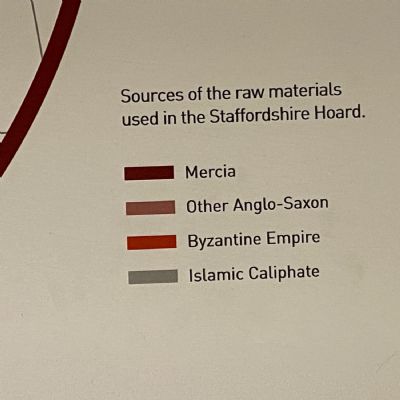 Sources of the raw materials
used in the Staffordshire Hoard.
Mercia
Other Anglo-Saxon
Byzantine Empire
Islamic Caliphate